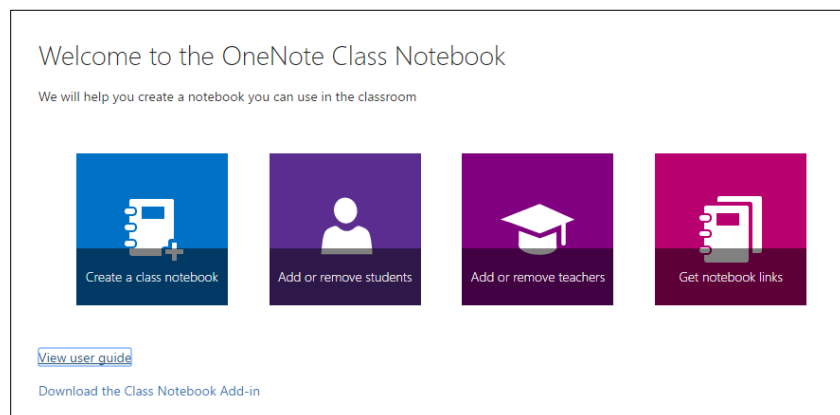 Welcome to the OneNote Class Notebook
We will help you create a notebook you can use in the classroom
Create a class notebook
Add or remove students
Add or remove teachers
Get notebook links
View user guide
Download the Class Notebook Add-in